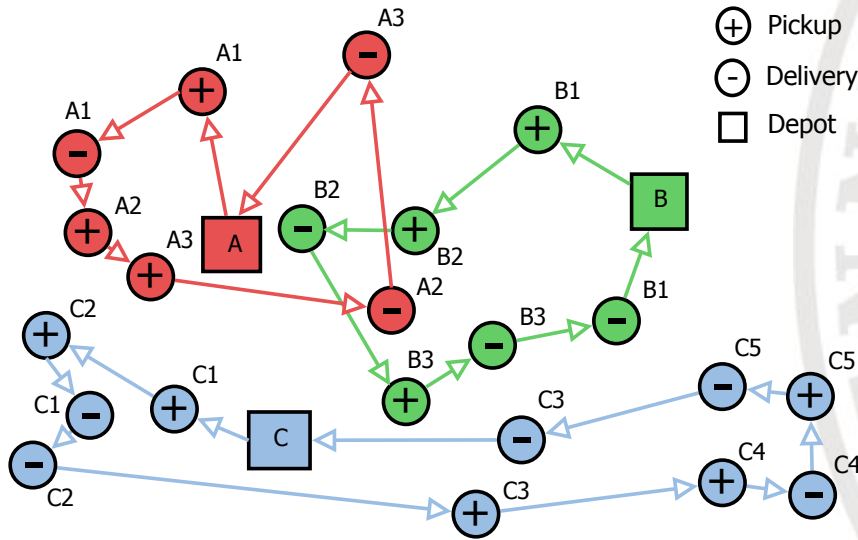 A3
+ Pickup
A1
-
+
A1
- Delivery
B1
-
+
Depot
A2
B2
B
+
A3
A
-
+
B2
+
-
A2
B1
C2
-
B3
-
+
B3
-
C1
C5
C5
C1
+
+
-
+
-
C3
C
-
C4
C4
-
C2
C3
+
+
-